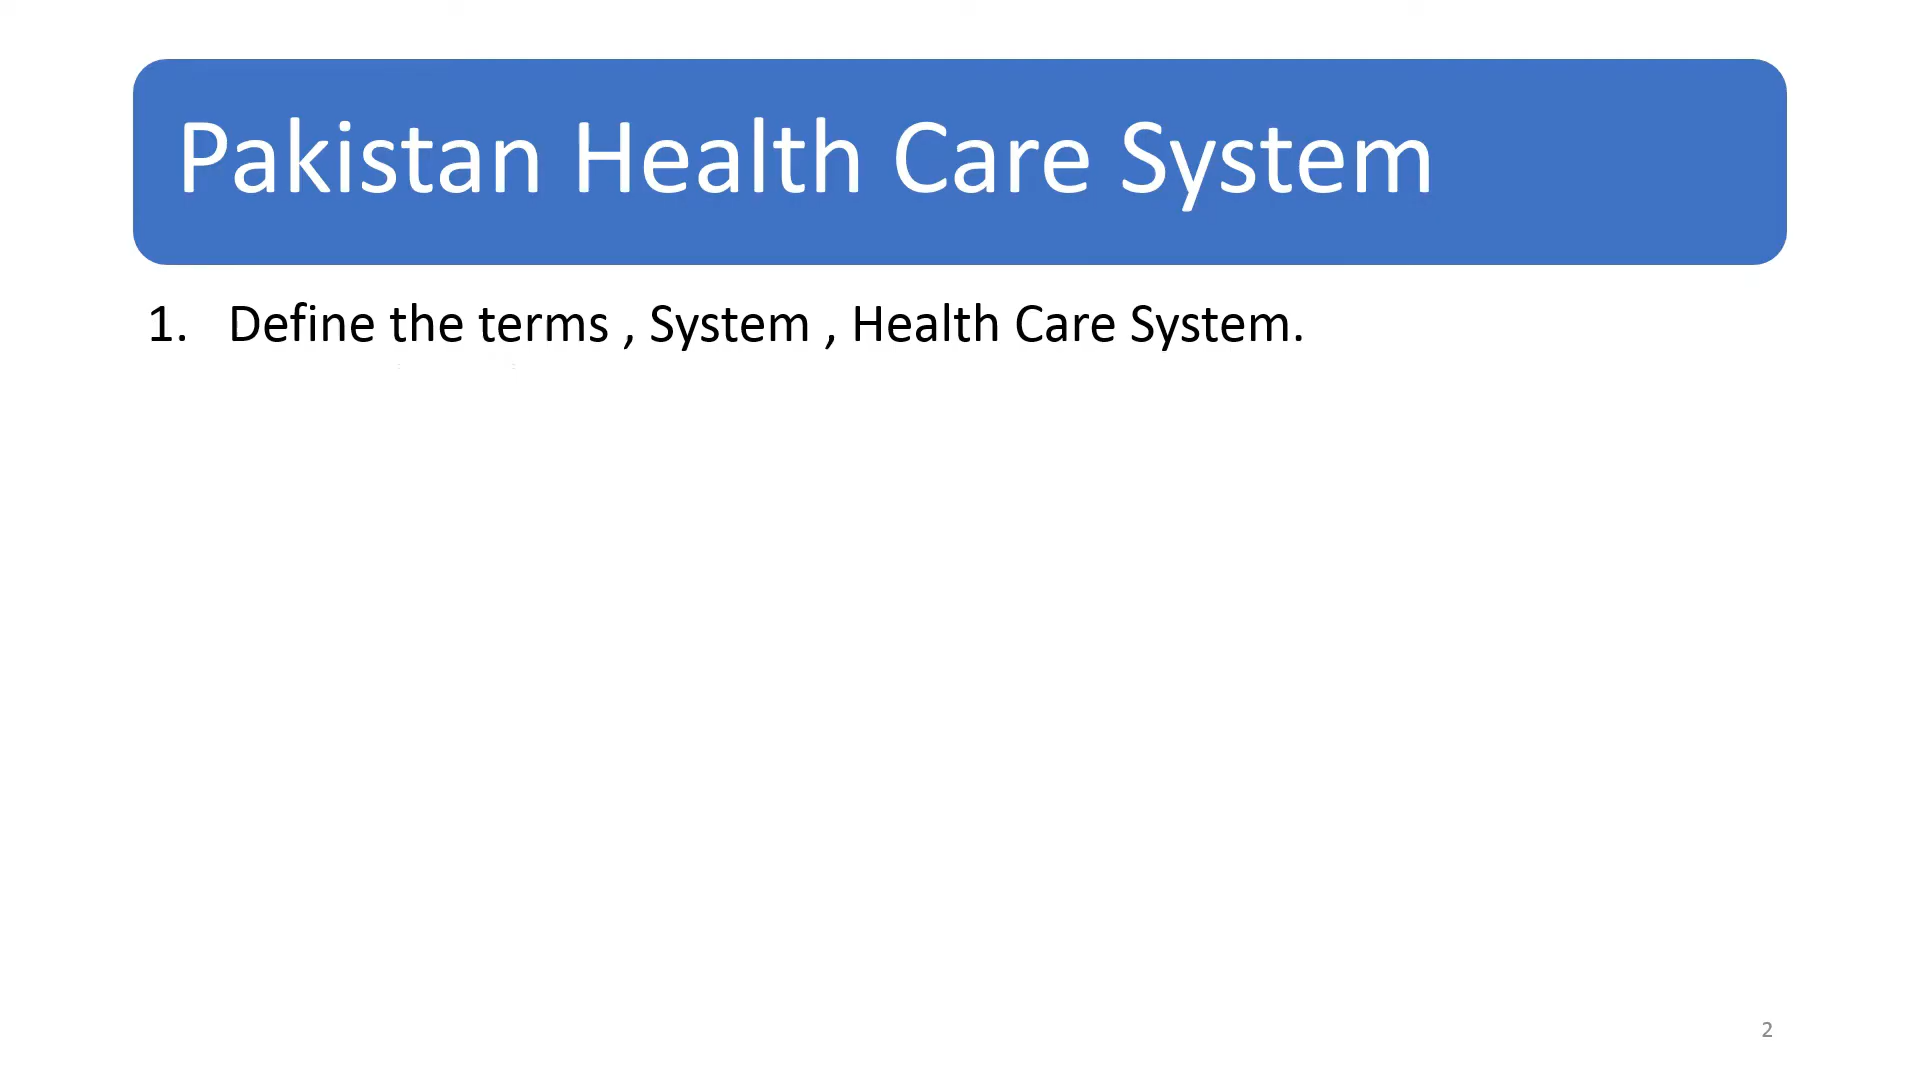 Pakistan Health Care System
1. Define the terms , System , Health Care System.
2